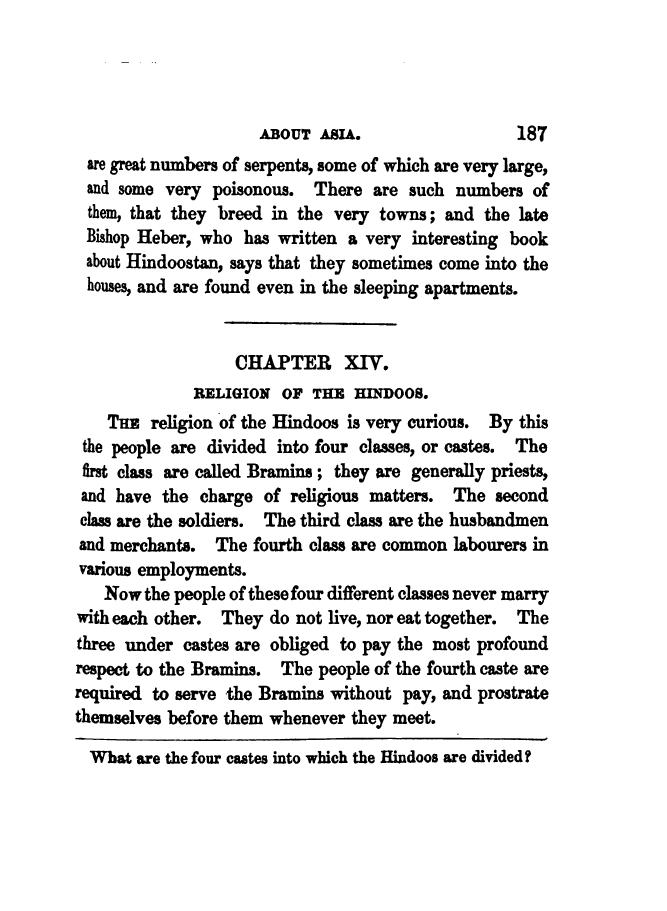 ABOUT ASIA. 187
are great numbers of serpents, some of which are very large,
and some very poisonous. There are such numbers of
them, that they breed in the very towns; and the late
Bishop Heber, who has written a very interesting book
about Hindoostan, says that they sometimes come into the
houses, and are found even in the sleeping apartments.
CHAPTER XIV.
RELIGION OF THE HINDOOS.
THE religion of the Hindoos is very curious. By this
the people are divided into four classes, or castes. The
first class are called Bramins; they are generally priests,
and have the charge of religious matters. The second
class are the soldiers. The third class are the husbandmen
and merchants. The fourth class are common labourers in
various employments.
Now the people of these four different classes never marry
with each other. They do not live, nor eat together. The
three under castes are obliged to pay the most profound
respect to the Bramins. The people of the fourth caste are
required to serve the Bramins without pay, and prostrate
themselves before them whenever they meet.
What are the four castes into which the Hindoos are divided?